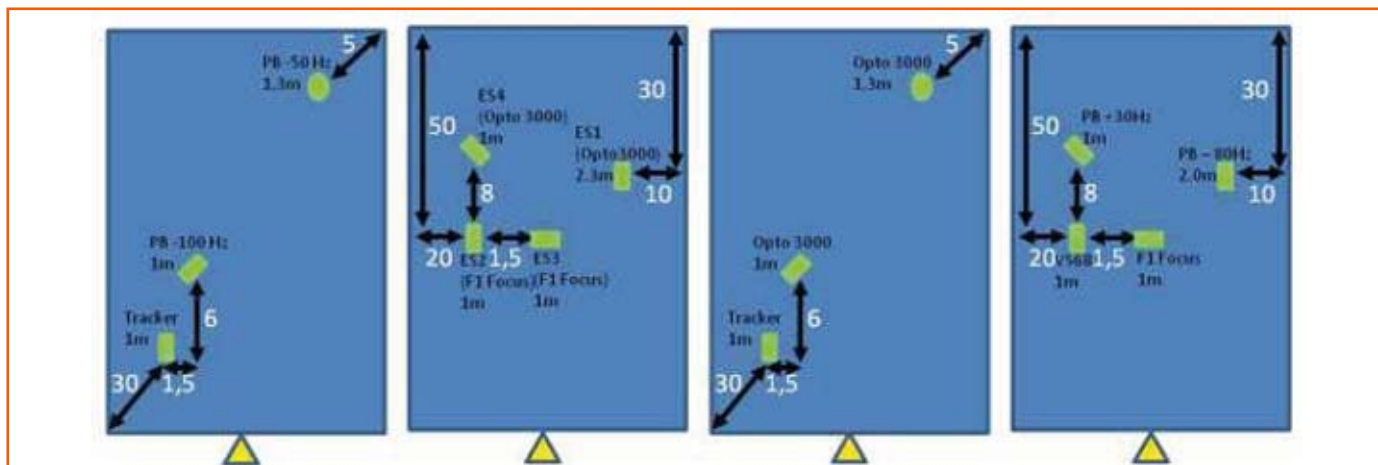 5
PB -50 Hz
1.3m
PB -100 Hz
1m
6
Tracker
1m
30
1,5
50
ES4
(Opto 3000)
1m
30
ES1
(Opto3000)
2.3m
10
8
20
1,5
ES2
(F1 Focus)
1m
ES3
(F1 Focus)
1m
5
Opto 3000
1.3m
Opto 3000
1m
6
Tracker
1m
30
1,5
50
PB -30Hz
1m
30
PB – 80Hz
2.0m
10
8
20
1,5
1m
F1 Focus
1m